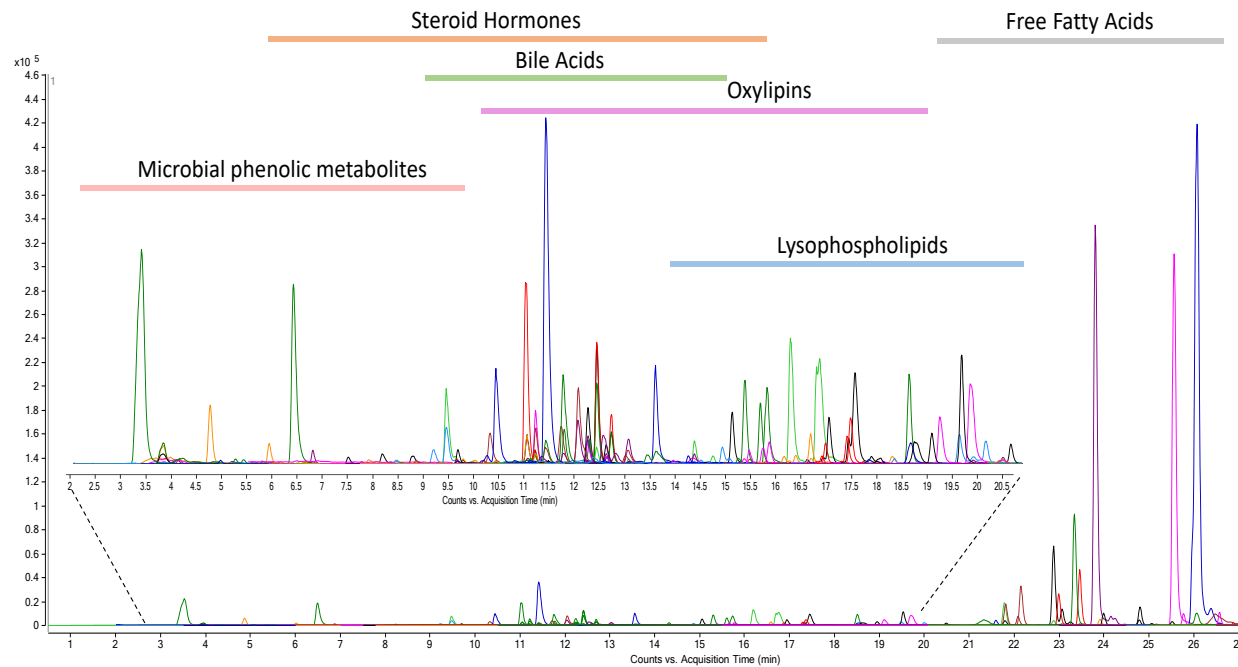 Steroid Hormones
Free Fatty Acids
Bile Acids
Oxylipins
Microbial phenolic metabolites
Lysophospholipids
x10 5
1
4.6
4.4
4.2
4
3.8
3.6
3.4
3.2
3
2.8
2.6
2.4
2.2
2
1.8
1.6
1.4
1.2
1
0.8
0.6
0.4
0.2
0
2 2.5 3 3.5 4 4.5 5 5.5 6 6.5 7 7.5 8 8.5 9 9.5 10 10.5 11 11.5 12 12.5 13 13.5 14 14.5 15 15.5 16 16.5 17 17.5 18 18.5 19 19.5 20 20.5
Counts vs. Acquisition Time (min)
1 2 3 4 5 6 7 8 9 10 11 12 13 14 15 16 17 18 19 20 21 22 23 24 25 26 2
Counts vs. Acquisition Time (min)